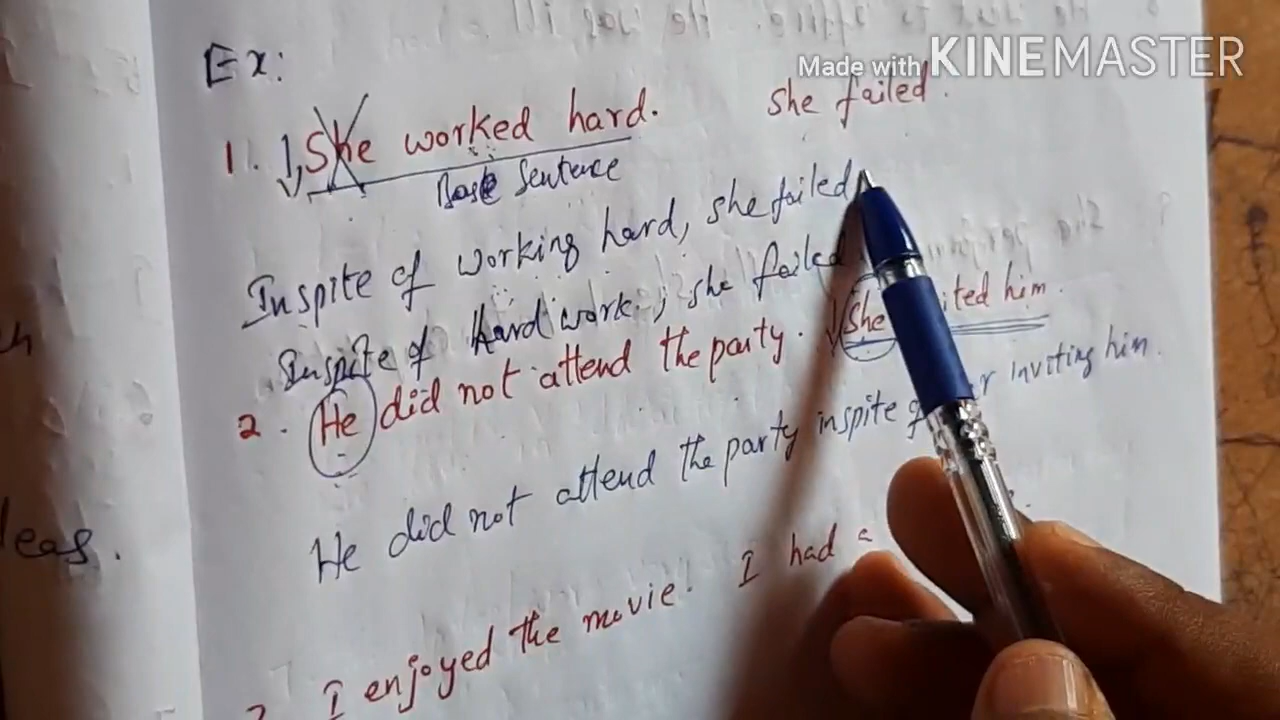 Made with KINEMASTER
Ex:
1. She worked hard. She failed.
Base Sentence
Inspite of working hard, she failed
Inspite of Hard work, she failed
2. He did not attend the party. She ited him.
He did not attend the party inspite of inviting him.
I enjoyed the movie. I had a
eas.